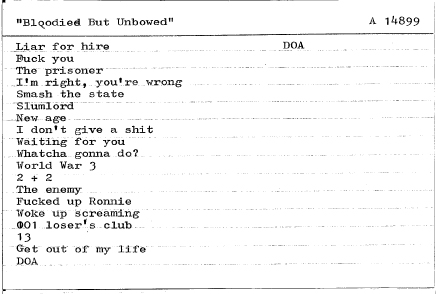 "Blqodied But Unbowed" A 14899
Liar for hire DOA
Fuck you
The prisoner
I'm right, you're wrong
Smash the state
Slumlord
New age
I don't give a shit
Waiting for you
Whatcha gonna do?
World War 3
2 + 2
The enemy
Fucked up Ronnie
Woke up screaming
001 loser's club
13
Get out of my life
DOA